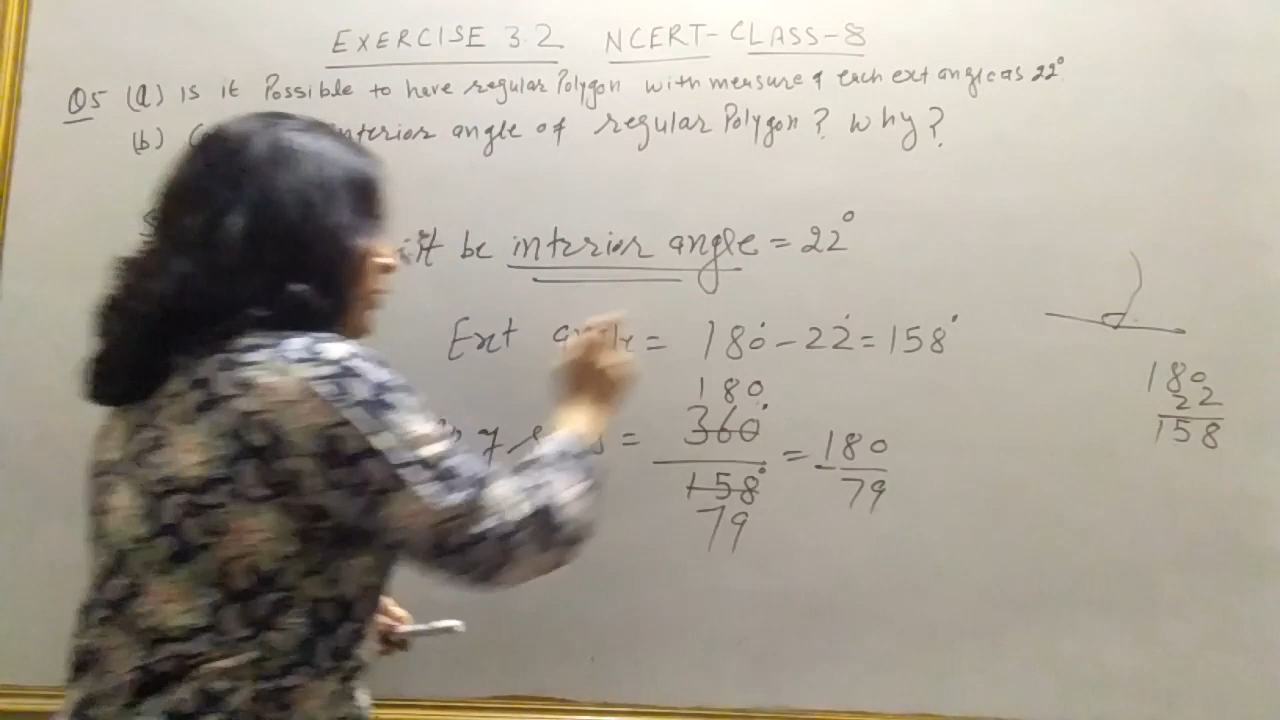 EXERCISE 3.2 NCERT-CLASS-8
Q5 (a) Is it Possible to have regular Polygon with measure of each ext angle as 22°
(b) interior angle of regular Polygon? Why?
it be interior angle = 22°
Ext angle = 180° - 22° = 158°
180
360°
158°
79
= 180
79
180
22
158